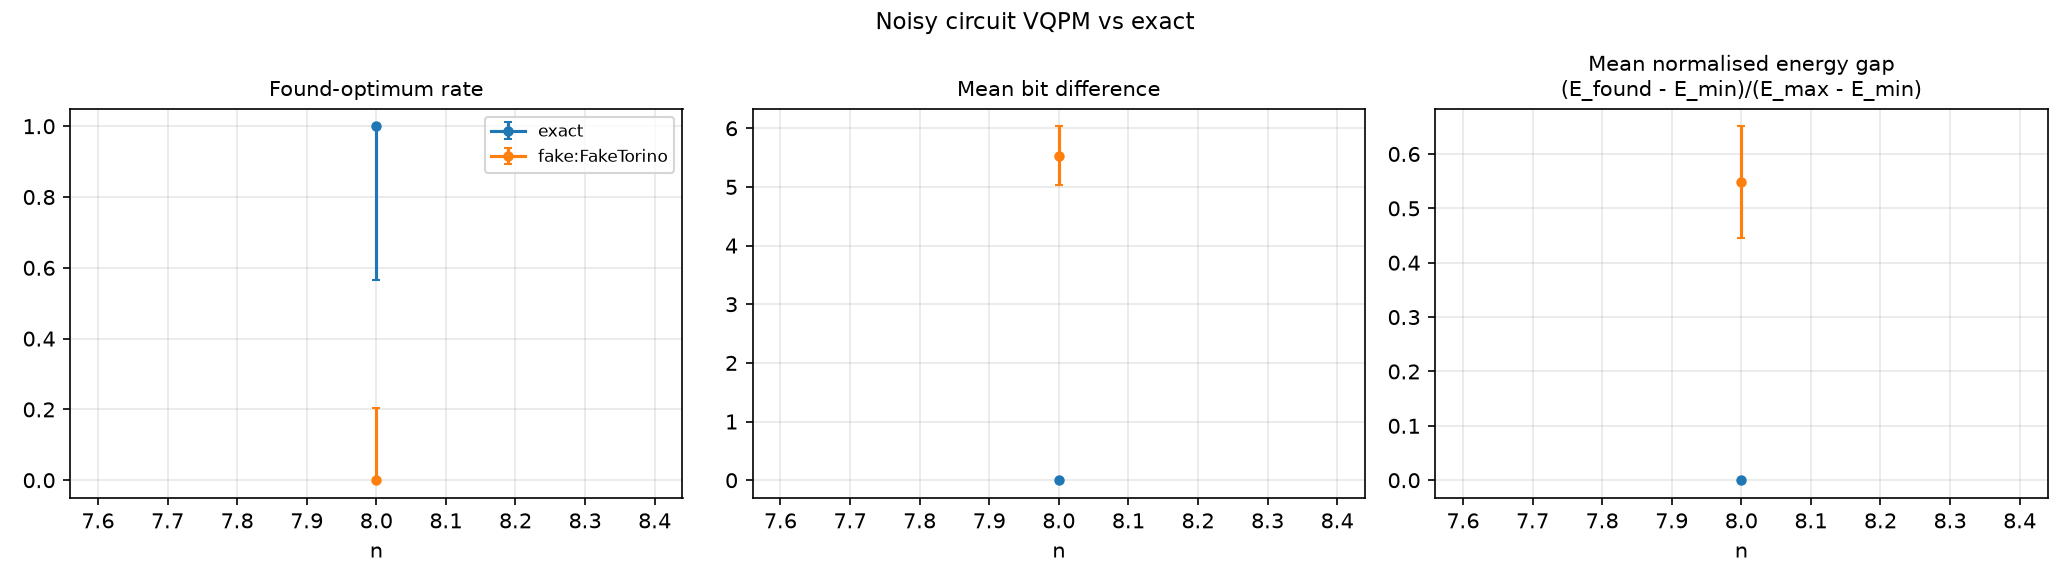 Noisy circuit VQPM vs exact
Found-optimum rate
1.0
0.8
0.6
0.4
0.2
0.0
exact
fake:FakeTorino
7.6 7.7 7.8 7.9 8.0 8.1 8.2 8.3 8.4
n
Mean bit difference
6
5
4
3
2
1
0
7.6 7.7 7.8 7.9 8.0 8.1 8.2 8.3 8.4
n
Mean normalised energy gap
(E_found - E_min)/(E_max - E_min)
0.6
0.5
0.4
0.3
0.2
0.1
0.0
7.6 7.7 7.8 7.9 8.0 8.1 8.2 8.3 8.4
n